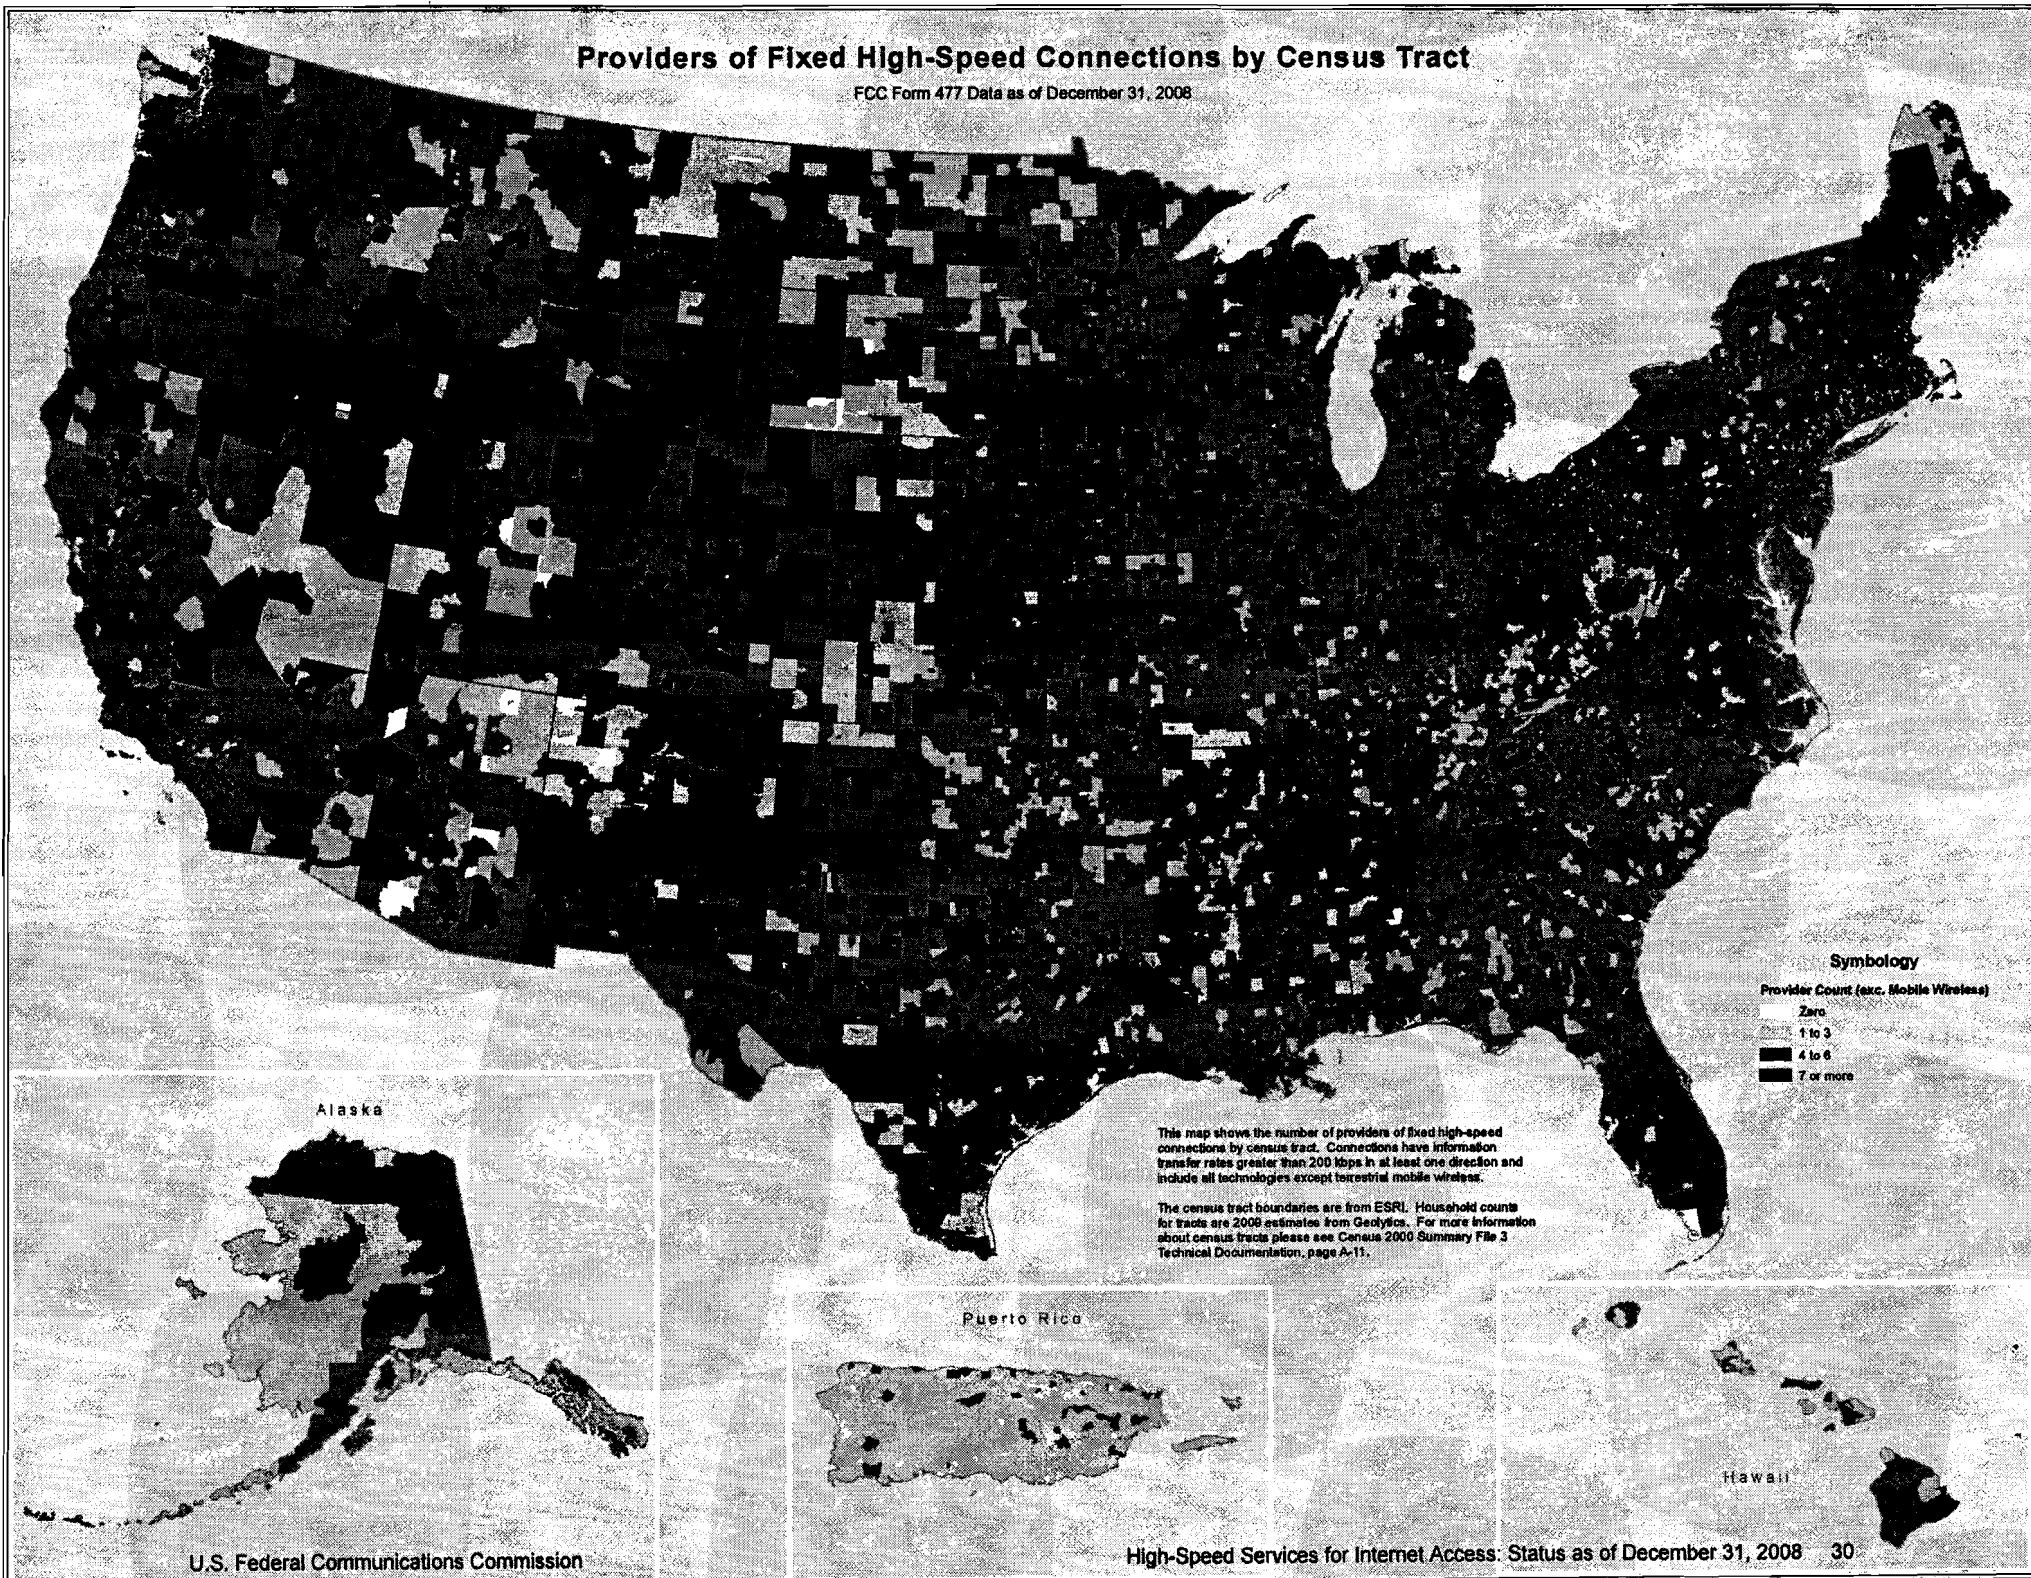 Providers of Fixed High-Speed Connections by Census Tract
FCC Form 477 Data as of December 31, 2008
Symbology
Provider Count (exc. Mobile Wireless)
Zero
1 to 3
4 to 6
7 or more
Alaska
This map shows the number of providers of fixed high-speed
connections by census tract. Connections have information
transfer rates greater than 200 kbps in at least one direction and
include all technologies except terrestrial mobile wireless.
The census tract boundaries are from ESRI. Household counts
for tracts are 2009 estimates from Geolytics. For more information
about census tracts please see Census 2000 Summary File 3
Technical Documentation, page A-11.
Puerto Rico
Hawaii
U.S. Federal Communications Commission
High-Speed Services for Internet Access: Status as of December 31, 2008 30